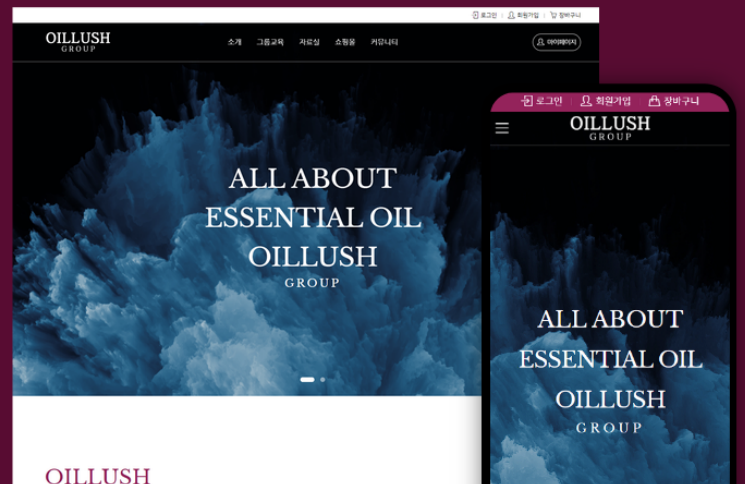 로그인 회원가입 장바구니
OILLUSH
GROUP
소개 그룹교육 자료실 쇼핑몰 커뮤니티
마이페이지
ALL ABOUT
ESSENTIAL OIL
OILLUSH
GROUP
OILLUSH
로그인 회원가입 장바구니
OILLUSH
GROUP
ALL ABOUT
ESSENTIAL OIL
OILLUSH
GROUP